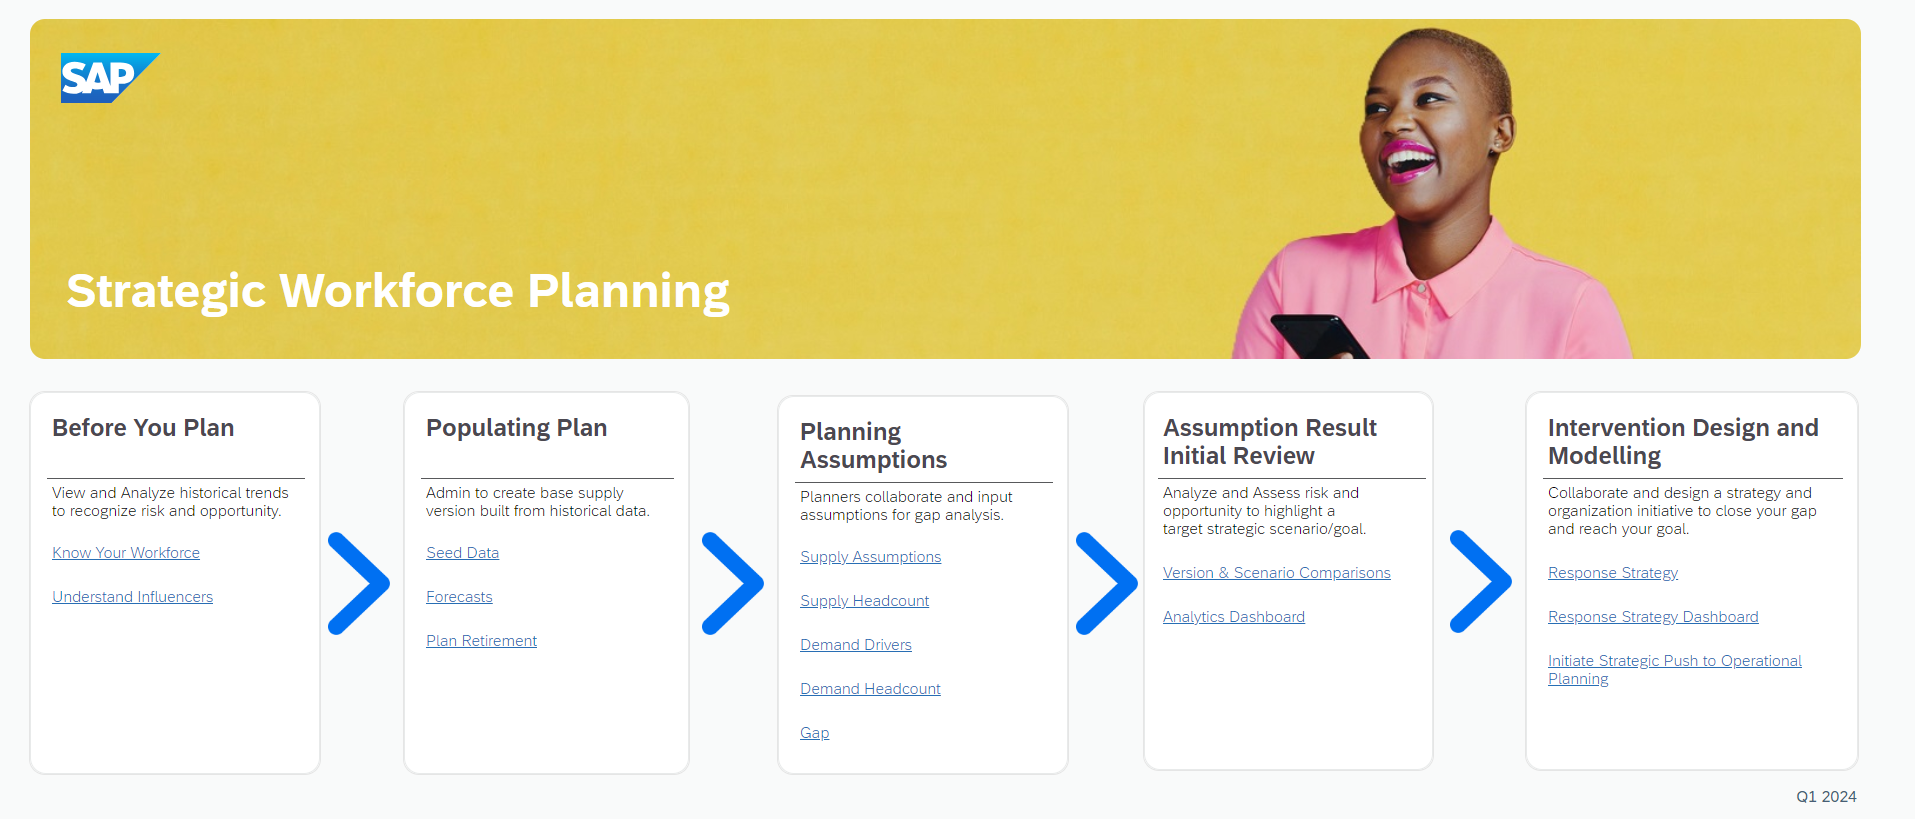 SAP
Strategic Workforce Planning
Before You Plan
View and Analyze historical trends
to recognize risk and opportunity.
Know Your Workforce
Understand Influencers
Populating Plan
Admin to create base supply
version built from historical data.
Seed Data
Forecasts
Plan Retirement
Planning
Assumptions
Planners collaborate and input
assumptions for gap analysis.
Supply Assumptions
Supply Headcount
Demand Drivers
Demand Headcount
Gap
Assumption Result
Initial Review
Analyze and Assess risk and
opportunity to highlight a
target strategic scenario/goal.
Version & Scenario Comparisons
Analytics Dashboard
Intervention Design and
Modelling
Collaborate and design a strategy and
organization initiative to close your gap
and reach your goal.
Response Strategy
Response Strategy Dashboard
Initiate Strategic Push to Operational
Planning
Q1 2024